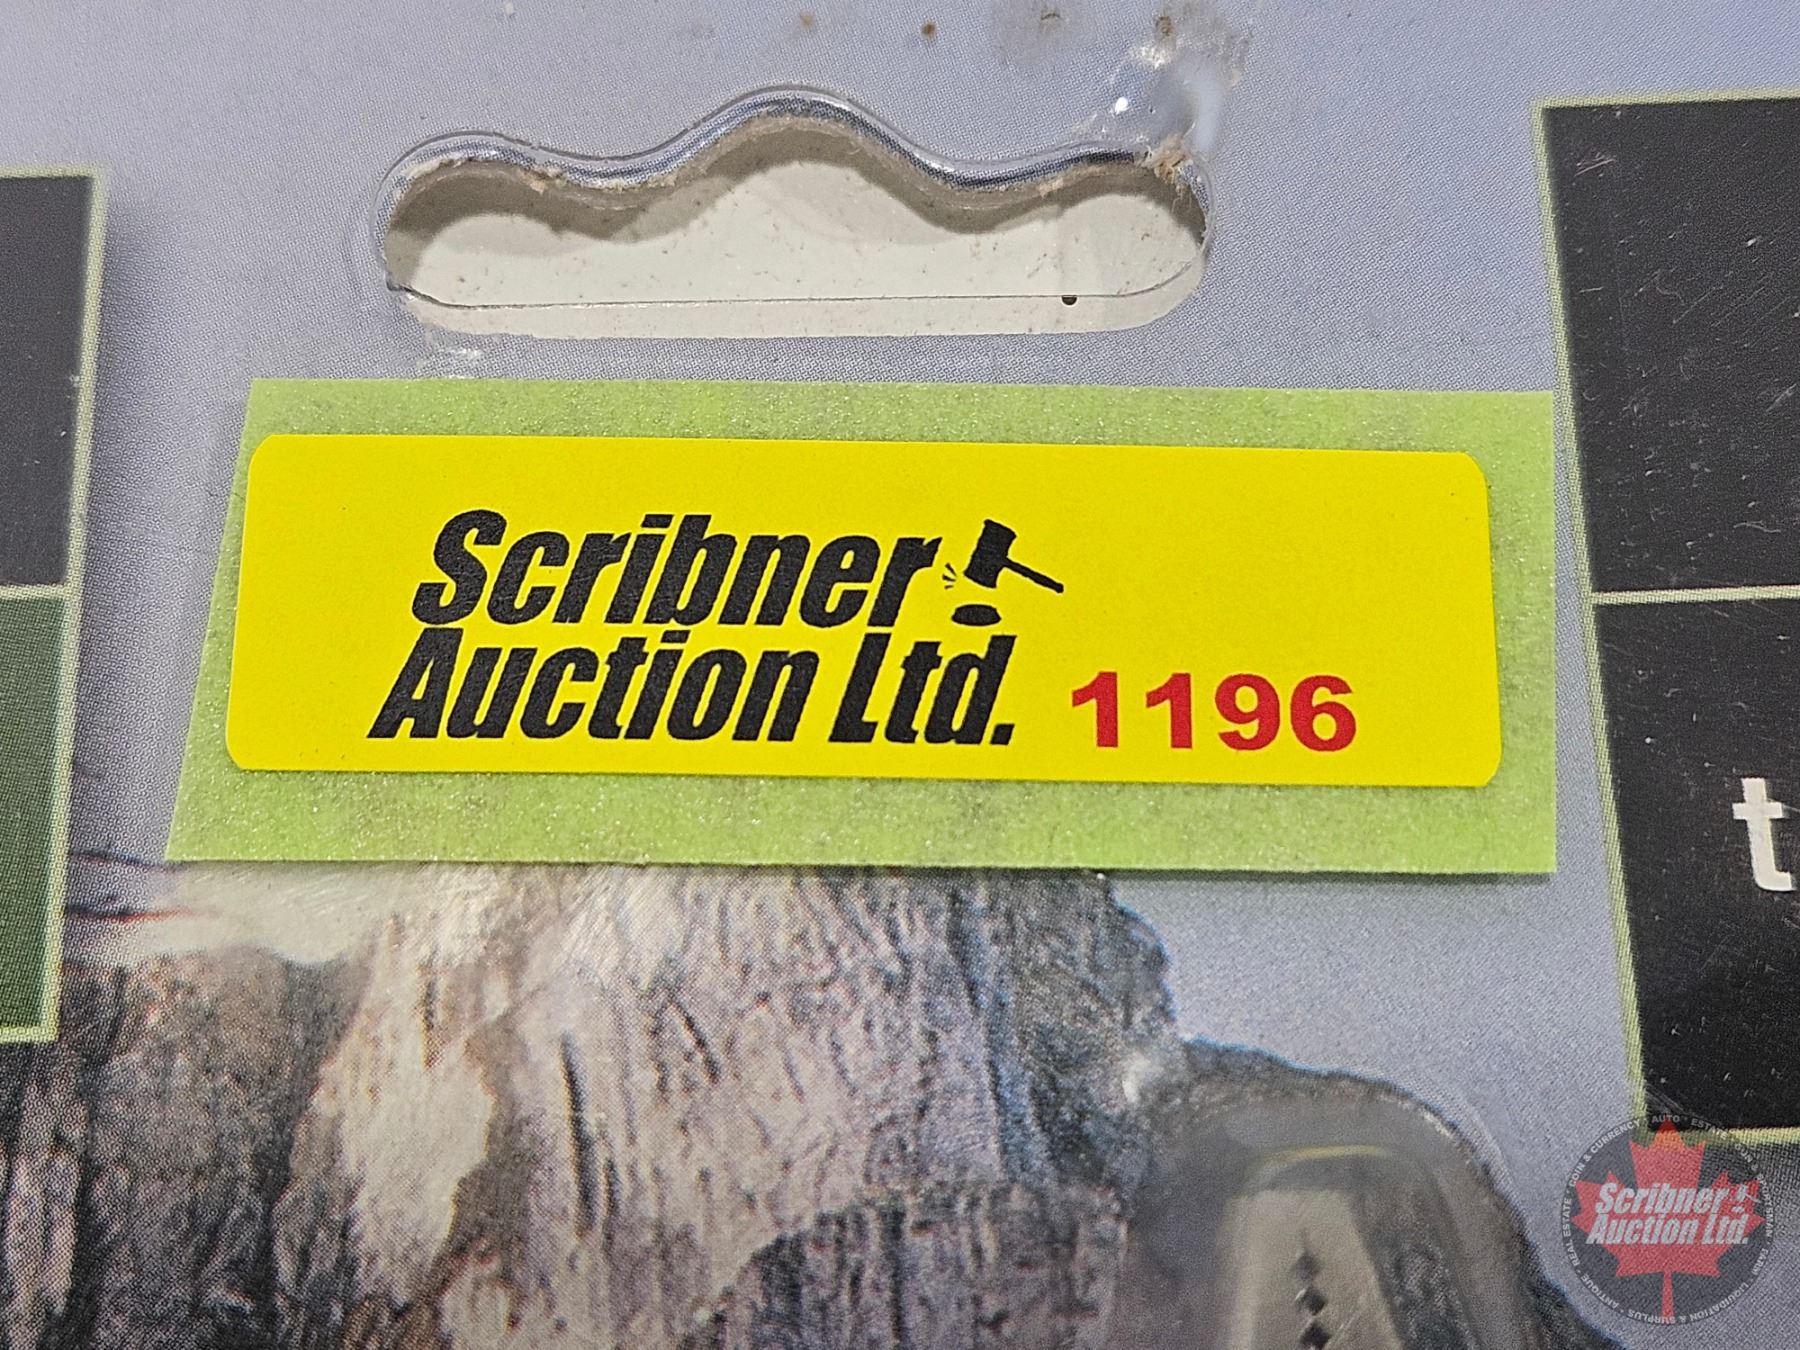 Scribner
Auction Ltd. 1196
t
Scribner
Auction Ltd.